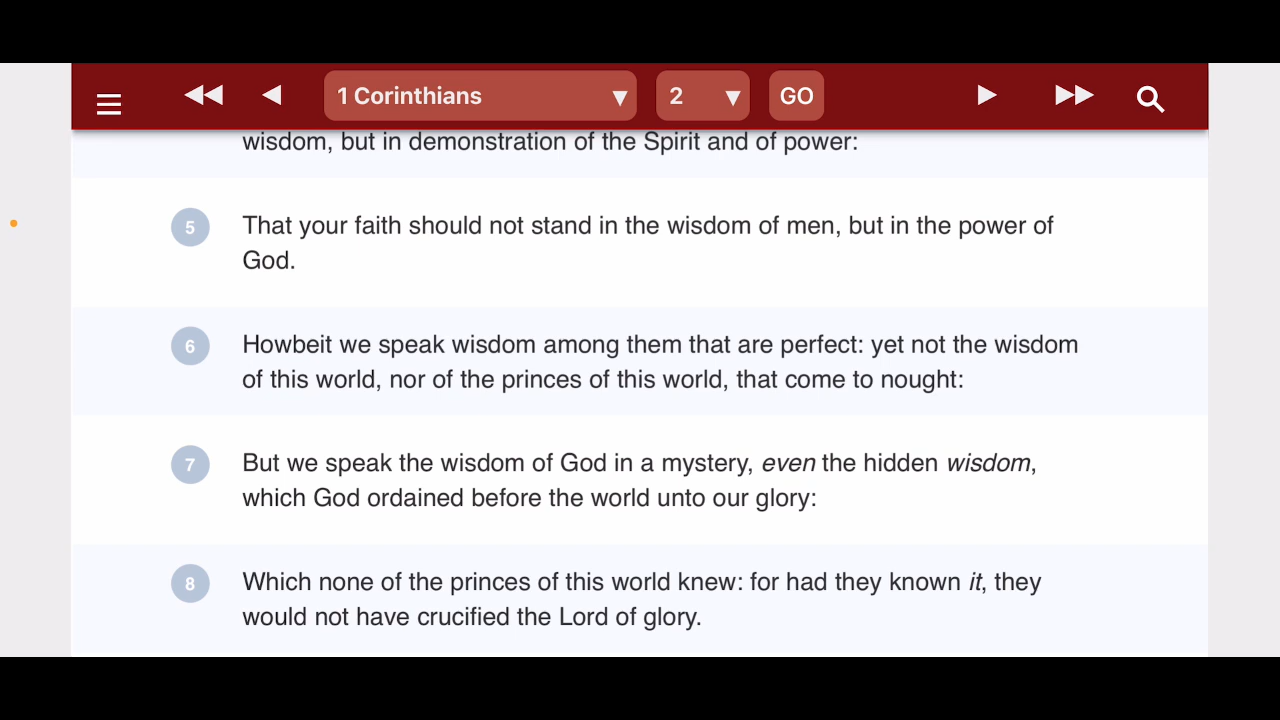 1 Corinthians 2 GO
wisdom, but in demonstration of the Spirit and of power:
5 That your faith should not stand in the wisdom of men, but in the power of
God.
6 Howbeit we speak wisdom among them that are perfect: yet not the wisdom
of this world, nor of the princes of this world, that come to nought:
7 But we speak the wisdom of God in a mystery, even the hidden wisdom,
which God ordained before the world unto our glory:
8 Which none of the princes of this world knew: for had they known it, they
would not have crucified the Lord of glory.